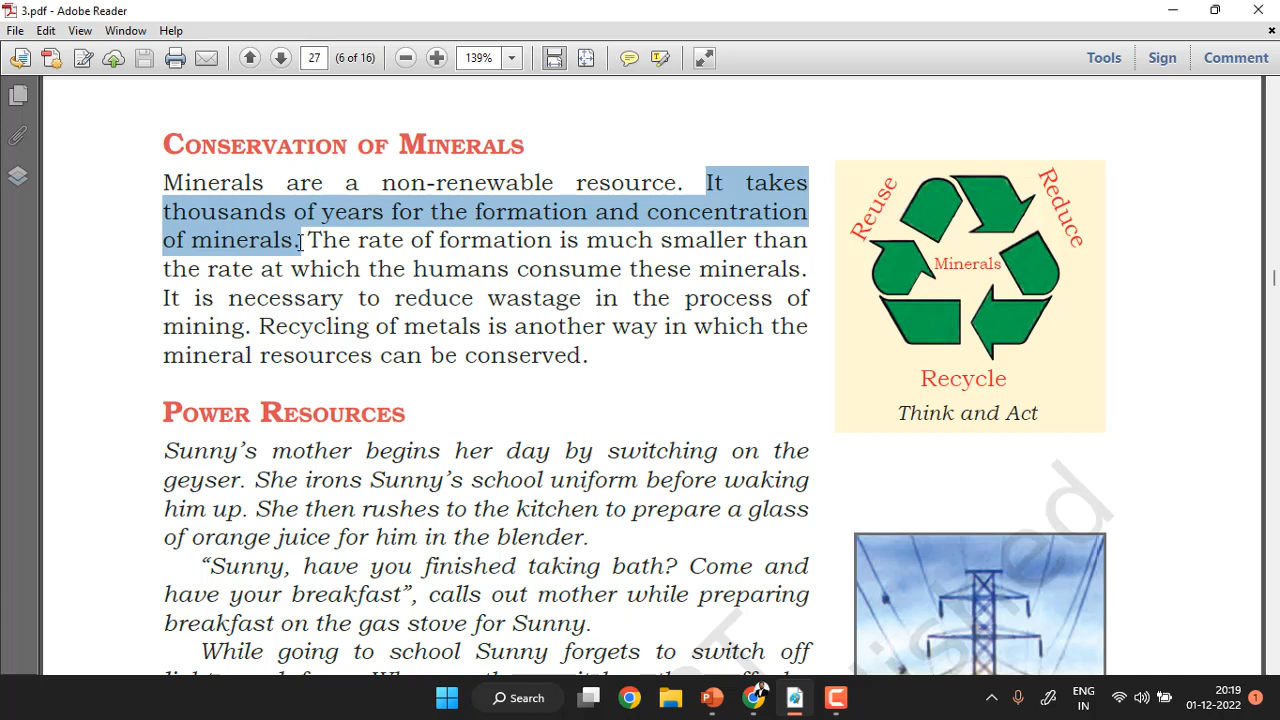 3.pdf - Adobe Reader
File Edit View Window Help
27 (6 of 16) 139% Tools Sign Comment
CONSERVATION OF MINERALS
Minerals are a non-renewable resource. It takes
thousands of years for the formation and concentration
of minerals. The rate of formation is much smaller than
the rate at which the humans consume these minerals.
It is necessary to reduce wastage in the process of
mining. Recycling of metals is another way in which the
mineral resources can be conserved.
Reuse
Reduce
Minerals
Recycle
Think and Act
POWER RESOURCES
Sunny's mother begins her day by switching on the
geyser. She irons Sunny's school uniform before waking
him up. She then rushes to the kitchen to prepare a glass
of orange juice for him in the blender.
"Sunny, have you finished taking bath? Come and
have your breakfast", calls out mother while preparing
breakfast on the gas stove for Sunny.
While going to school Sunny forgets to switch off
Search
ENG
IN
20:19
01-12-2022
1